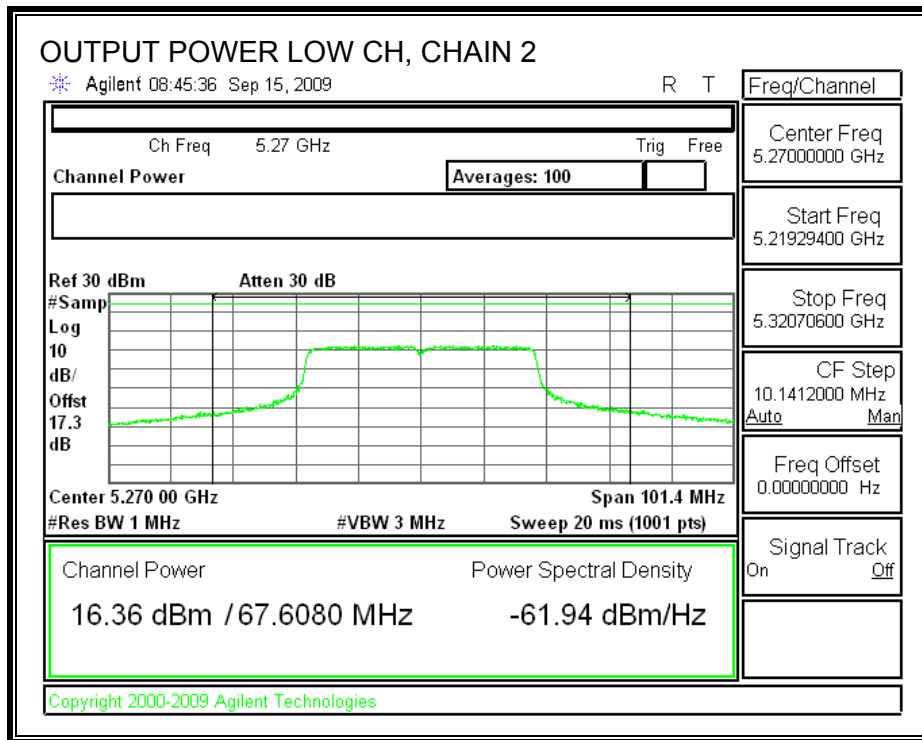 OUTPUT POWER LOW CH, CHAIN 2
Agilent 08:45:36 Sep 15, 2009 R T
Ch Freq 5.27 GHz Trig Free
Channel Power Averages: 100
Ref 30 dBm Atten 30 dB
#Samp
Log
10
dB/
Offst
17.3
dB
Center 5.270 00 GHz Span 101.4 MHz
#Res BW 1 MHz #VBW 3 MHz Sweep 20 ms (1001 pts)
Channel Power Power Spectral Density
16.36 dBm / 67.6080 MHz -61.94 dBm/Hz
Copyright 2000-2009 Agilent Technologies
Freq/Channel
Center Freq
5.27000000 GHz
Start Freq
5.21929400 GHz
Stop Freq
5.32070600 GHz
CF Step
10.1412000 MHz
Auto Man
Freq Offset
0.00000000 Hz
Signal Track
On Off